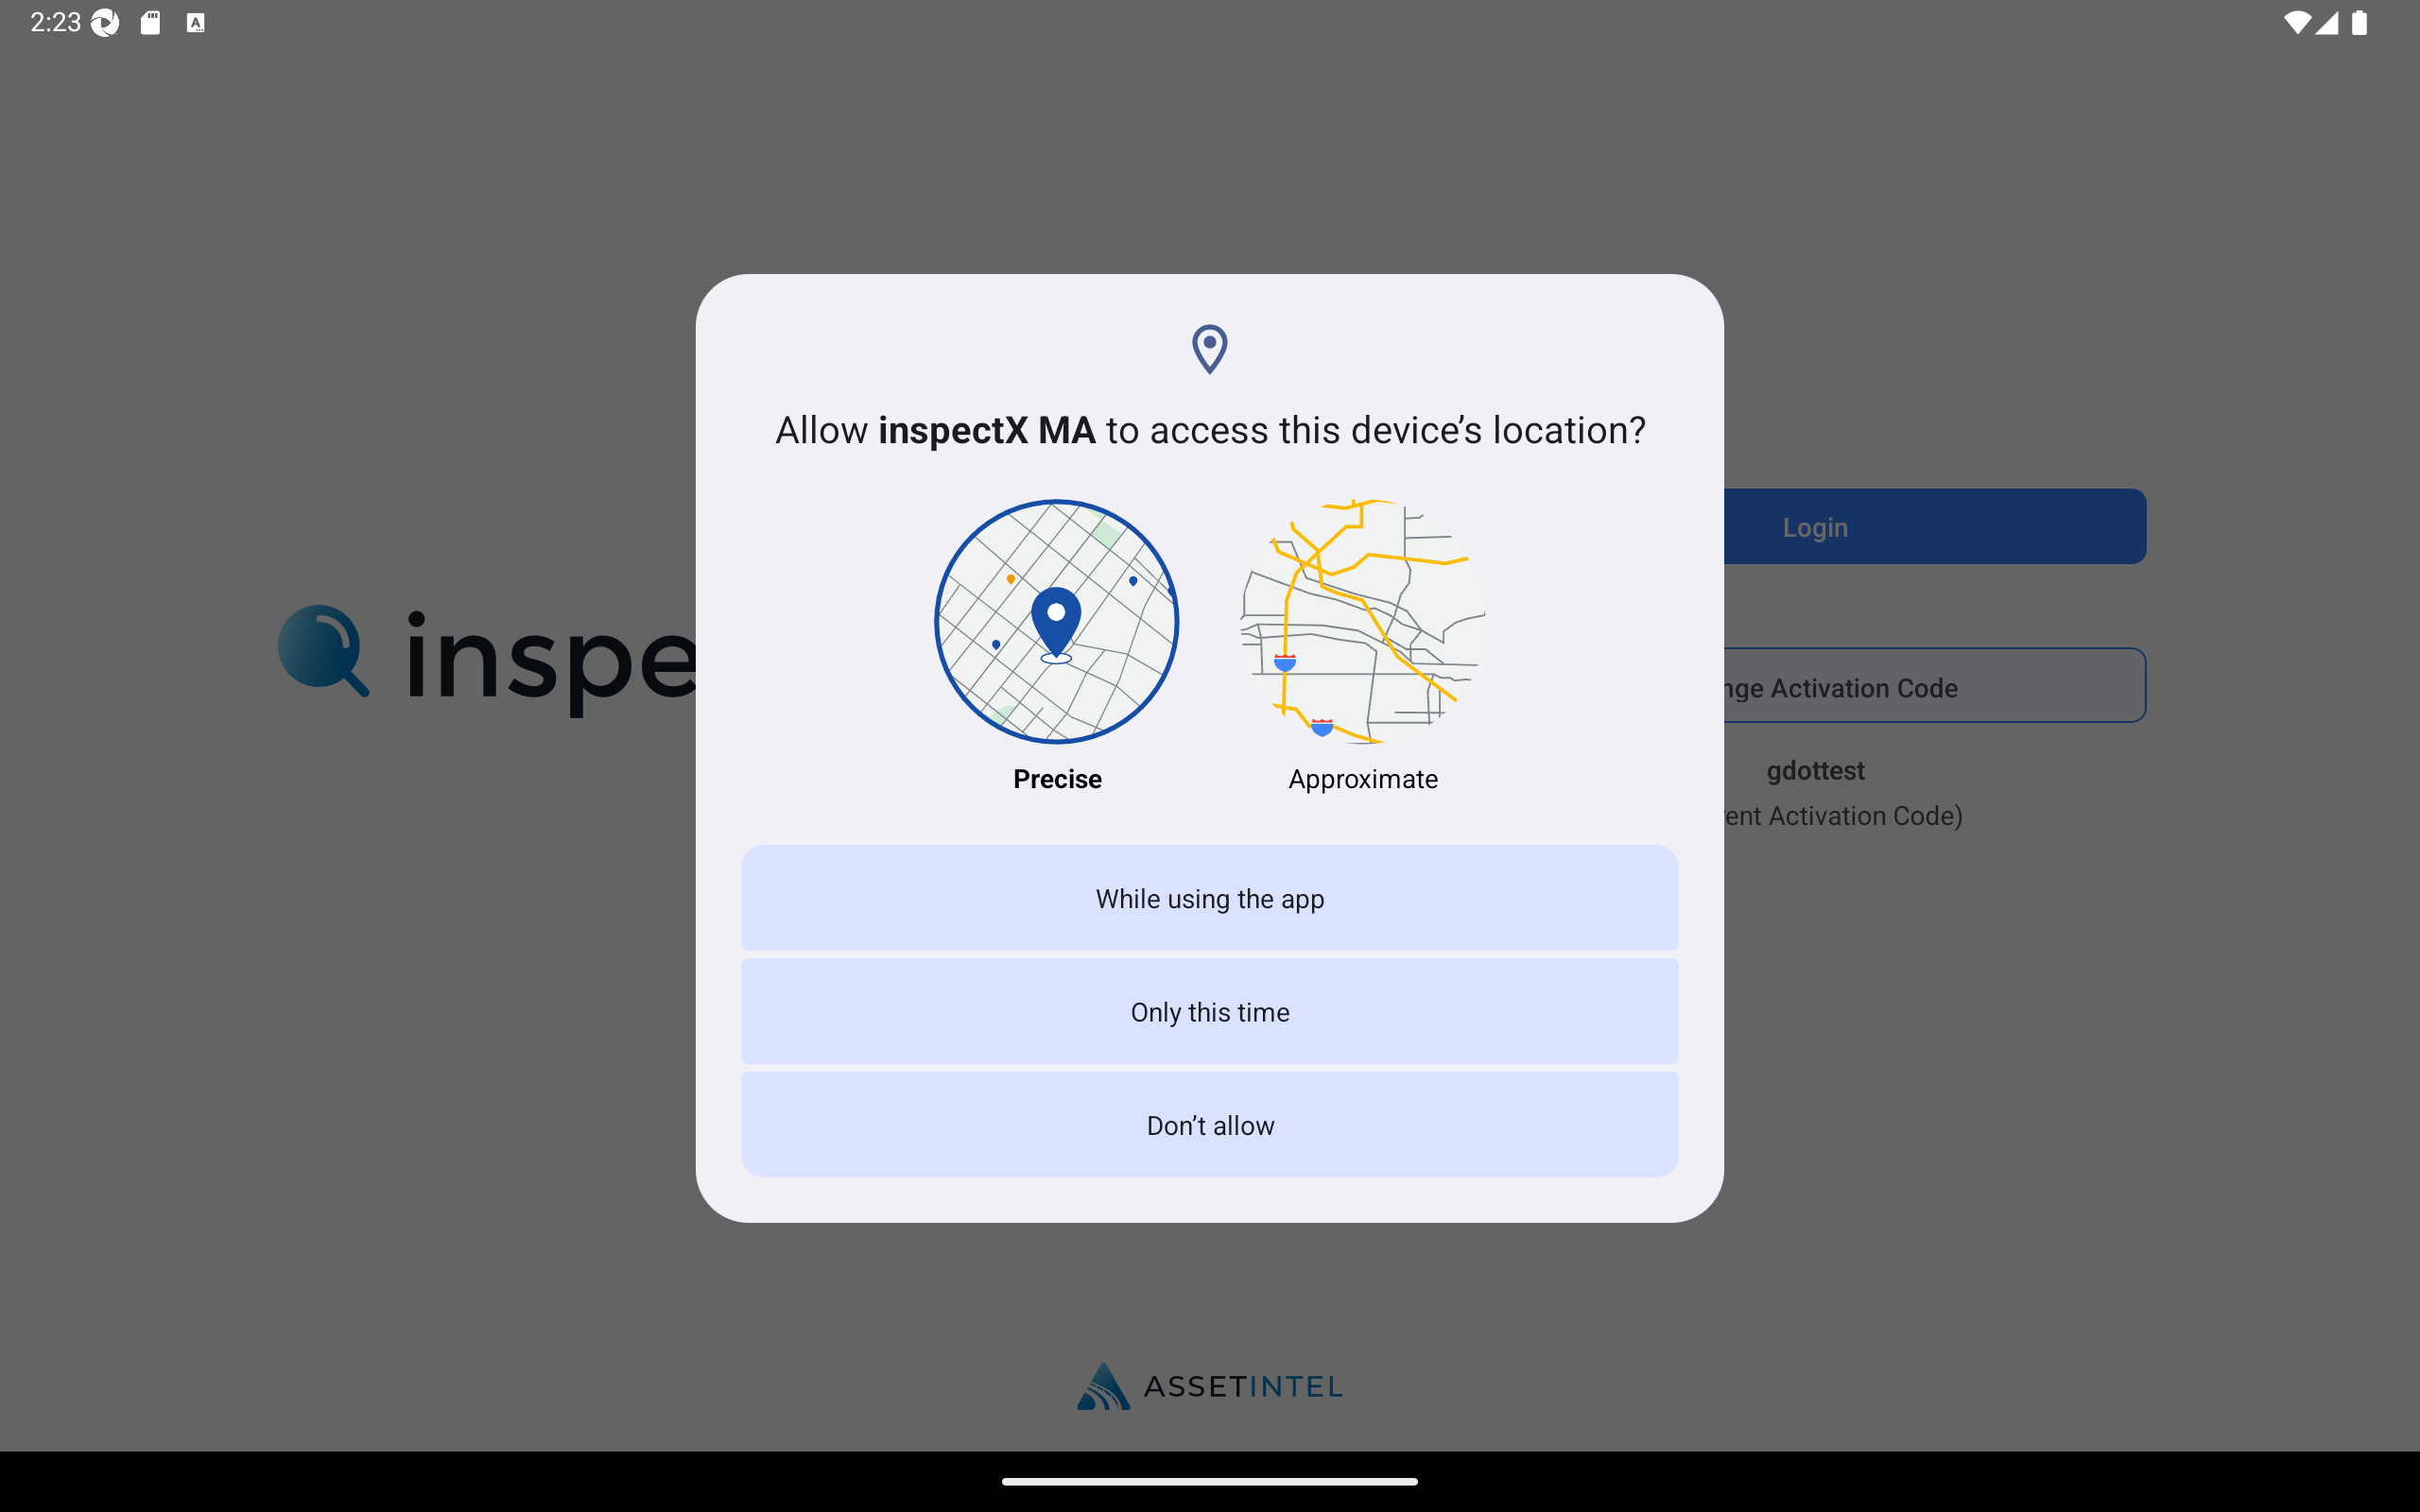 2:23
Allow inspectX MA to access this device's location?
Precise
Approximate
While using the app
Only this time
Don't allow
inspe
Login
nge Activation Code
gdottest
ent Activation Code)
ASSETINTEL